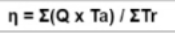 η = Σ(Q x Ta) / ΣTr